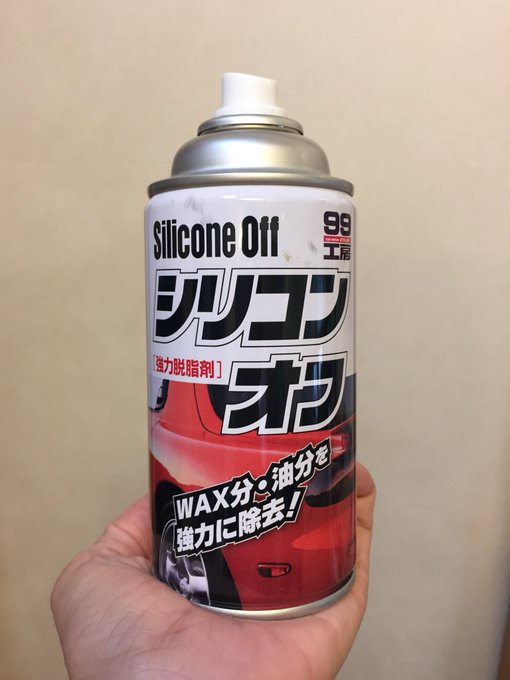 Silicone Off
99
工房
シリコン
[強力脱脂剤]
オフ
WAX分・油分を
強力に除去!